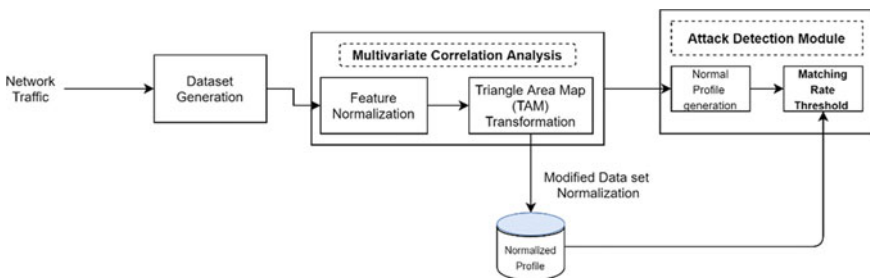 Network
Traffic
Dataset
Generation
Multivariate Correlation Analysis
Feature
Normalization
Triangle Area Map
(TAM)
Transformation
Attack Detection Module
Normal
Profile
generation
Matching
Rate
Threshold
Modified Data set
Normalization
Normalized
Profile